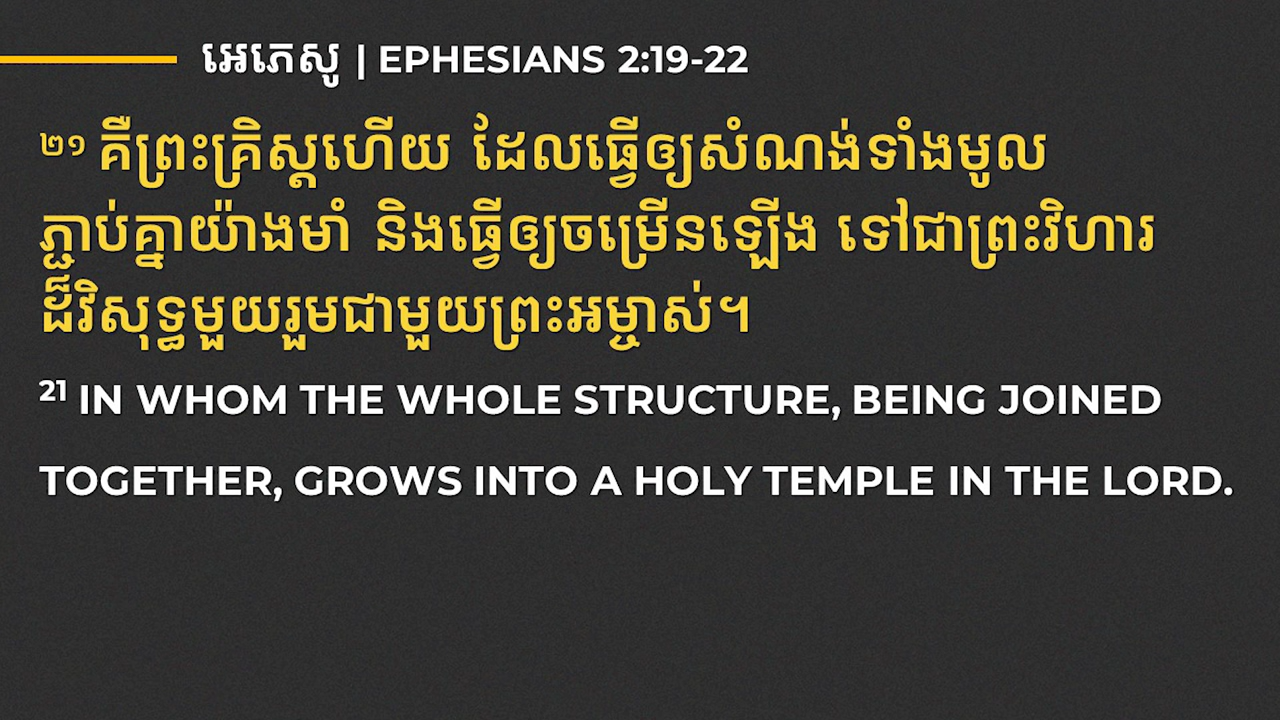 អេភេសូ | EPHESIANS 2:19-22
២១ គឺព្រះគ្រិស្តហើយ ដែលធ្វើឲ្យសំណង់ទាំងមូល
ភ្ជាប់គ្នាយ៉ាងមាំ និងធ្វើឲ្យចម្រើនឡើង ទៅជាព្រះវិហារ
ដ៏វិសុទ្ធមួយរួមជាមួយព្រះអម្ចាស់។
21 IN WHOM THE WHOLE STRUCTURE, BEING JOINED
TOGETHER, GROWS INTO A HOLY TEMPLE IN THE LORD.